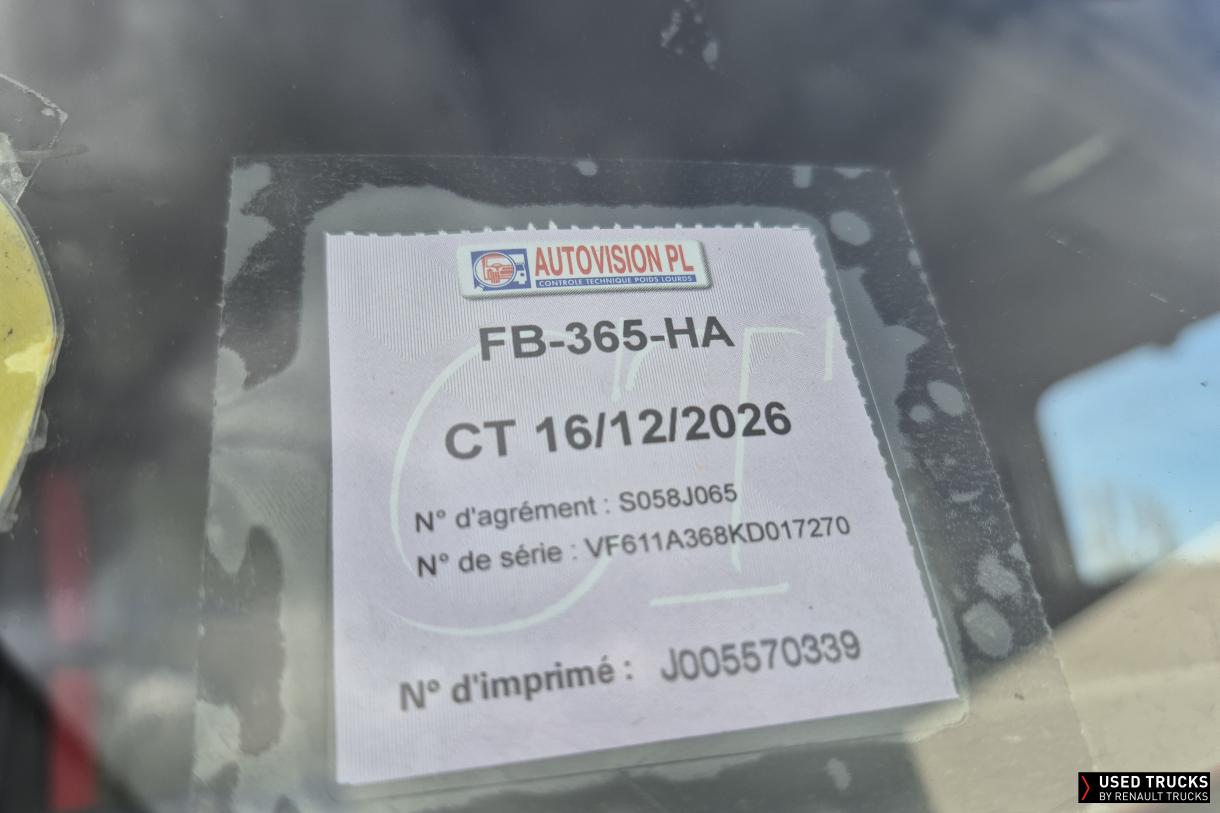 AUTOVISION PL
CONTRÔLE TECHNIQUE POIDS LOURDS
FB-365-HA
CT 16/12/2026
N° d'agrément : S058J065
N° de série : VF611A368KD017270
N° d'imprimé : J005570339
USED TRUCKS
BY RENAULT TRUCKS